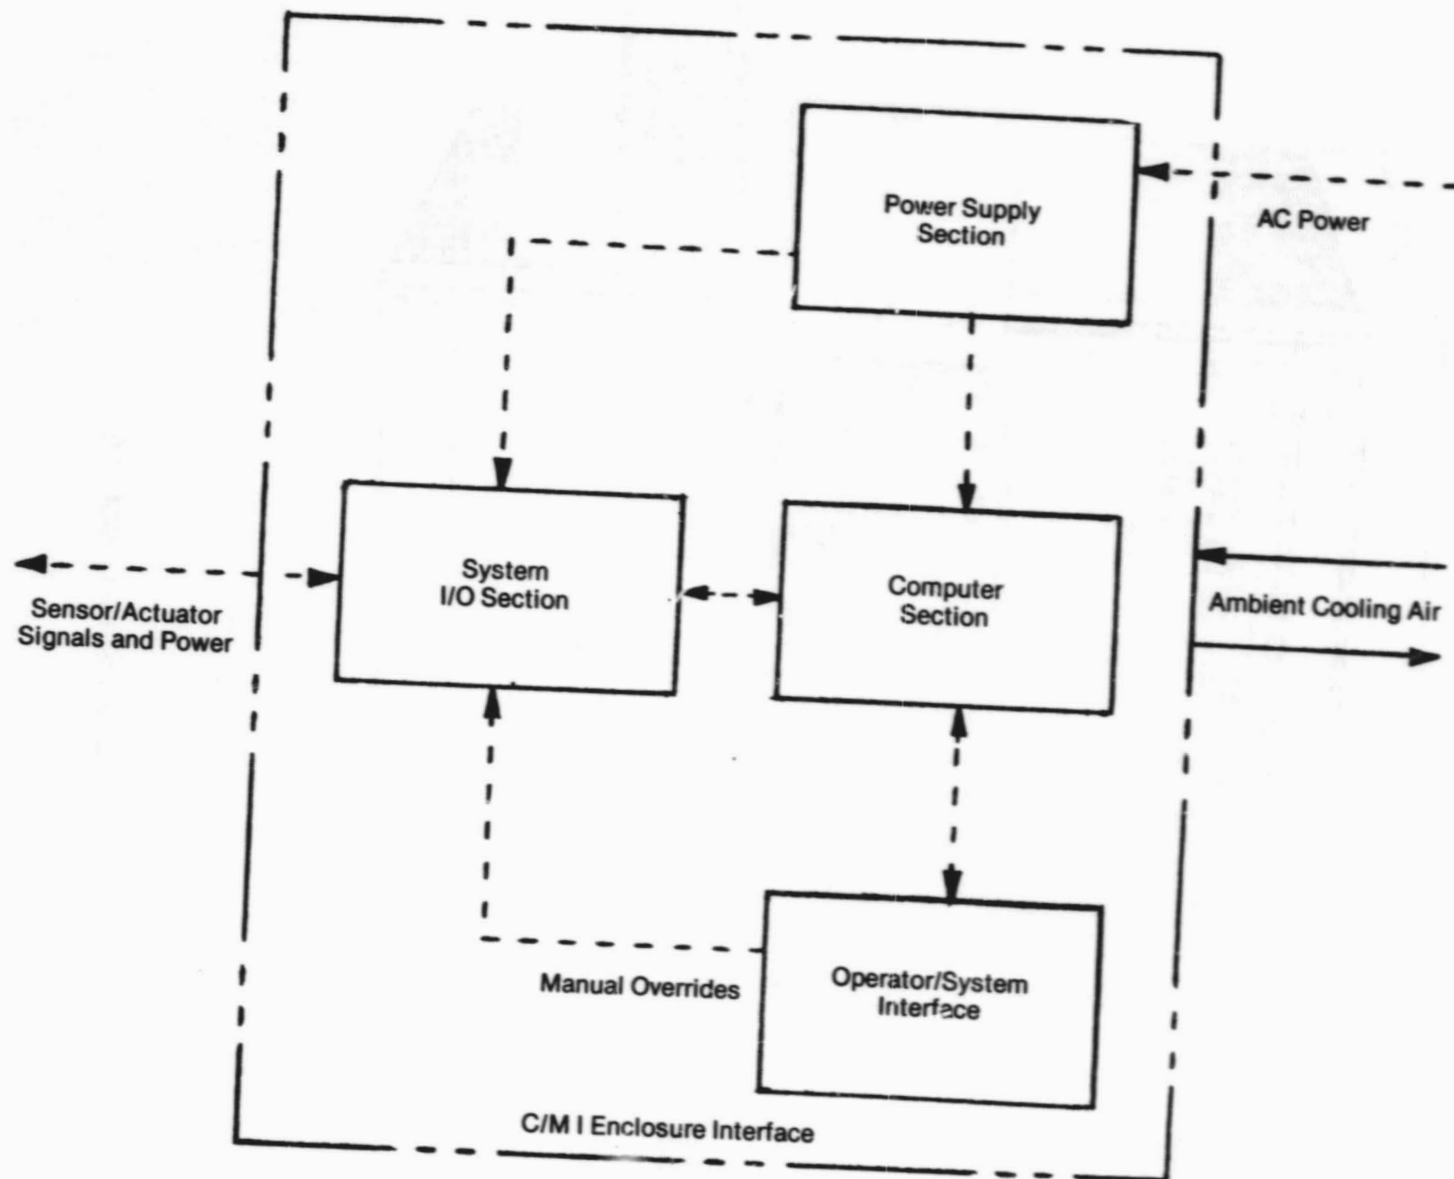 Power Supply
Section
AC Power
System
I/O Section
Computer
Section
Sensor/Actuator
Signals and Power
Ambient Cooling Air
Manual Overrides
Operator/System
Interface
C/M I Enclosure Interface